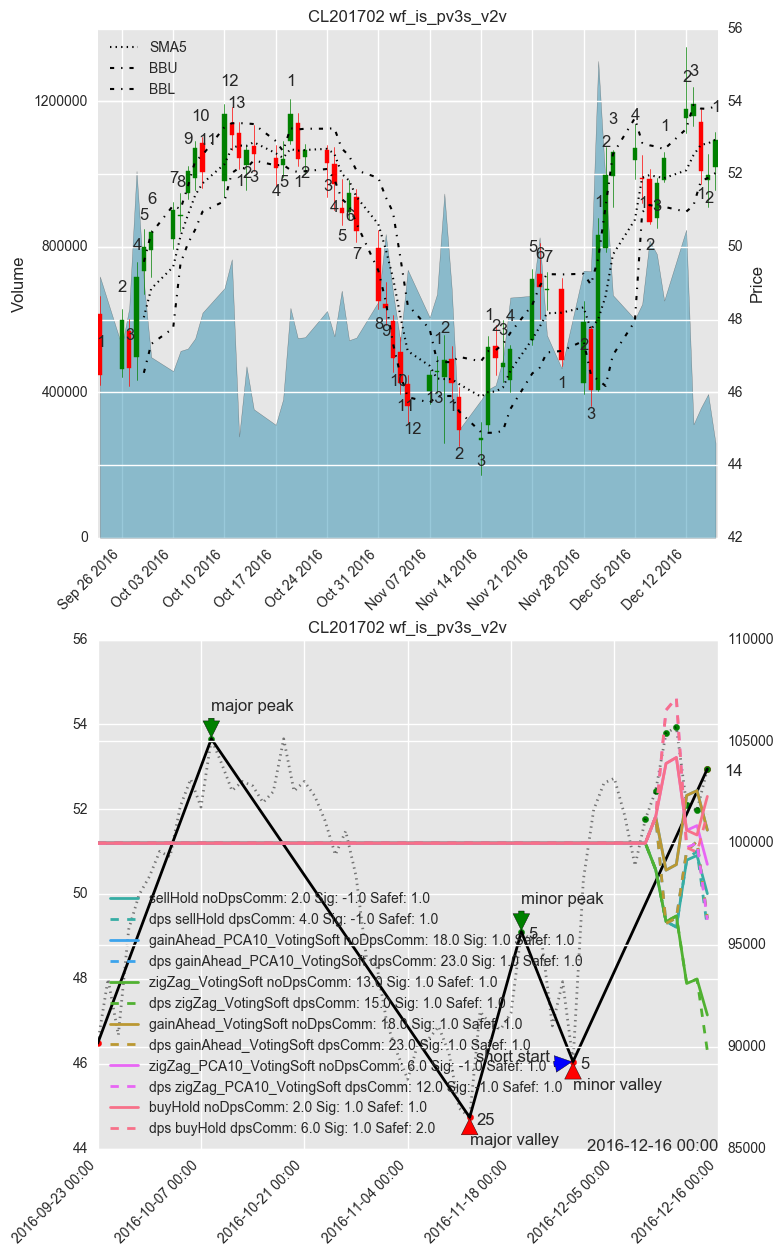 CL201702 wf_is_pv3s_v2v
SMA5
BBU
BBL
Volume
1200000
800000
400000
0
Price
56
54
52
50
48
46
44
42
Sep 26 2016
Oct 03 2016
Oct 10 2016
Oct 17 2016
Oct 24 2016
Oct 31 2016
Nov 07 2016
Nov 14 2016
Nov 21 2016
Nov 28 2016
Dec 05 2016
Dec 12 2016
CL201702 wf_is_pv3s_v2v
56
54
52
50
48
46
44
110000
105000
100000
95000
90000
85000
major peak
14
minor peak
5
short start
5
minor valley
25
major valley
2016-12-16 00:00
sellHold noDpsComm: 2.0 Sig: -1.0 Safef: 1.0
dps sellHold dpsComm: 4.0 Sig: -1.0 Safef: 1.0
gainAhead_PCA10_VotingSoft noDpsComm: 18.0 Sig: 1.0 Safef: 1.0
dps gainAhead_PCA10_VotingSoft dpsComm: 23.0 Sig: 1.0 Safef: 1.0
zigZag_VotingSoft noDpsComm: 13.0 Sig: 1.0 Safef: 1.0
dps zigZag_VotingSoft dpsComm: 15.0 Sig: 1.0 Safef: 1.0
gainAhead_VotingSoft noDpsComm: 18.0 Sig: 1.0 Safef: 1.0
dps gainAhead_VotingSoft dpsComm: 23.0 Sig: 1.0 Safef: 1.0
zigZag_PCA10_VotingSoft noDpsComm: 6.0 Sig: -1.0 Safef: 1.0
dps zigZag_PCA10_VotingSoft dpsComm: 12.0 Sig: -1.0 Safef: 1.0
buyHold noDpsComm: 2.0 Sig: 1.0 Safef: 1.0
dps buyHold dpsComm: 6.0 Sig: 1.0 Safef: 2.0
2016-09-23 00:00
2016-10-07 00:00
2016-10-21 00:00
2016-11-04 00:00
2016-11-18 00:00
2016-12-05 00:00
2016-12-16 00:00